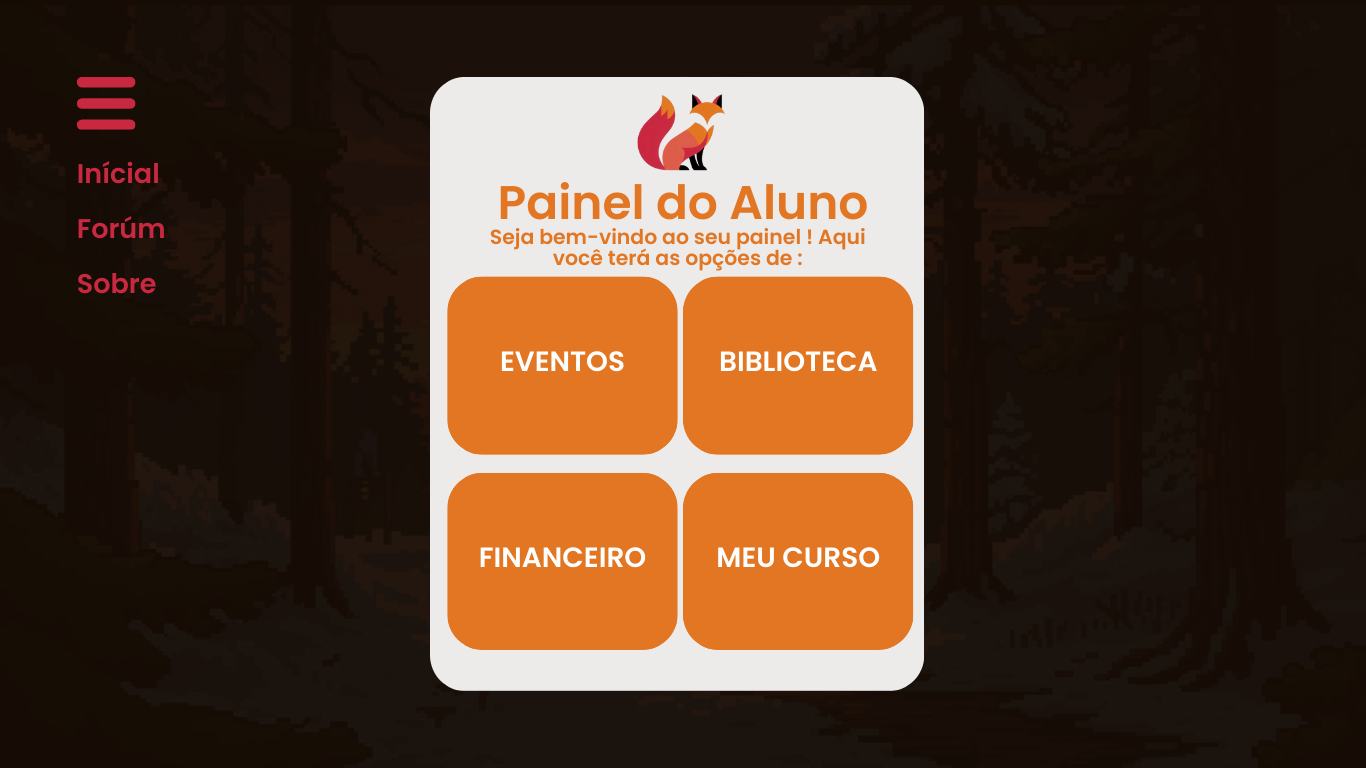 Inícial
Forúm
Sobre
Painel do Aluno
Seja bem-vindo ao seu painel ! Aqui
você terá as opções de :
EVENTOS
BIBLIOTECA
FINANCEIRO
MEU CURSO